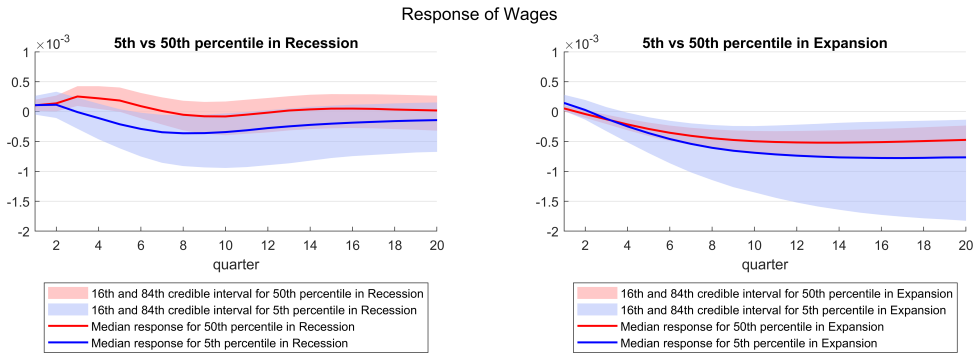 Response of Wages
5th vs 50th percentile in Recession
×10-3
1
0.5
0
-0.5
-1
-1.5
-2
2 4 6 8 10 12 14 16 18 20
quarter
16th and 84th credible interval for 50th percentile in Recession
16th and 84th credible interval for 5th percentile in Recession
Median response for 50th percentile in Recession
Median response for 5th percentile in Recession
5th vs 50th percentile in Expansion
×10-3
1
0.5
0
-0.5
-1
-1.5
-2
2 4 6 8 10 12 14 16 18 20
quarter
16th and 84th credible interval for 50th percentile in Expansion
16th and 84th credible interval for 5th percentile in Expansion
Median response for 50th percentile in Expansion
Median response for 5th percentile in Expansion